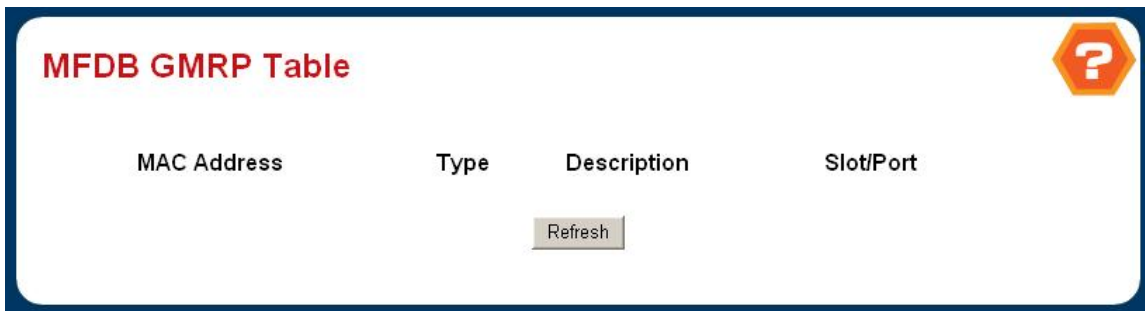 MFDB GMRP Table
?
MAC Address Type Description Slot/Port
Refresh